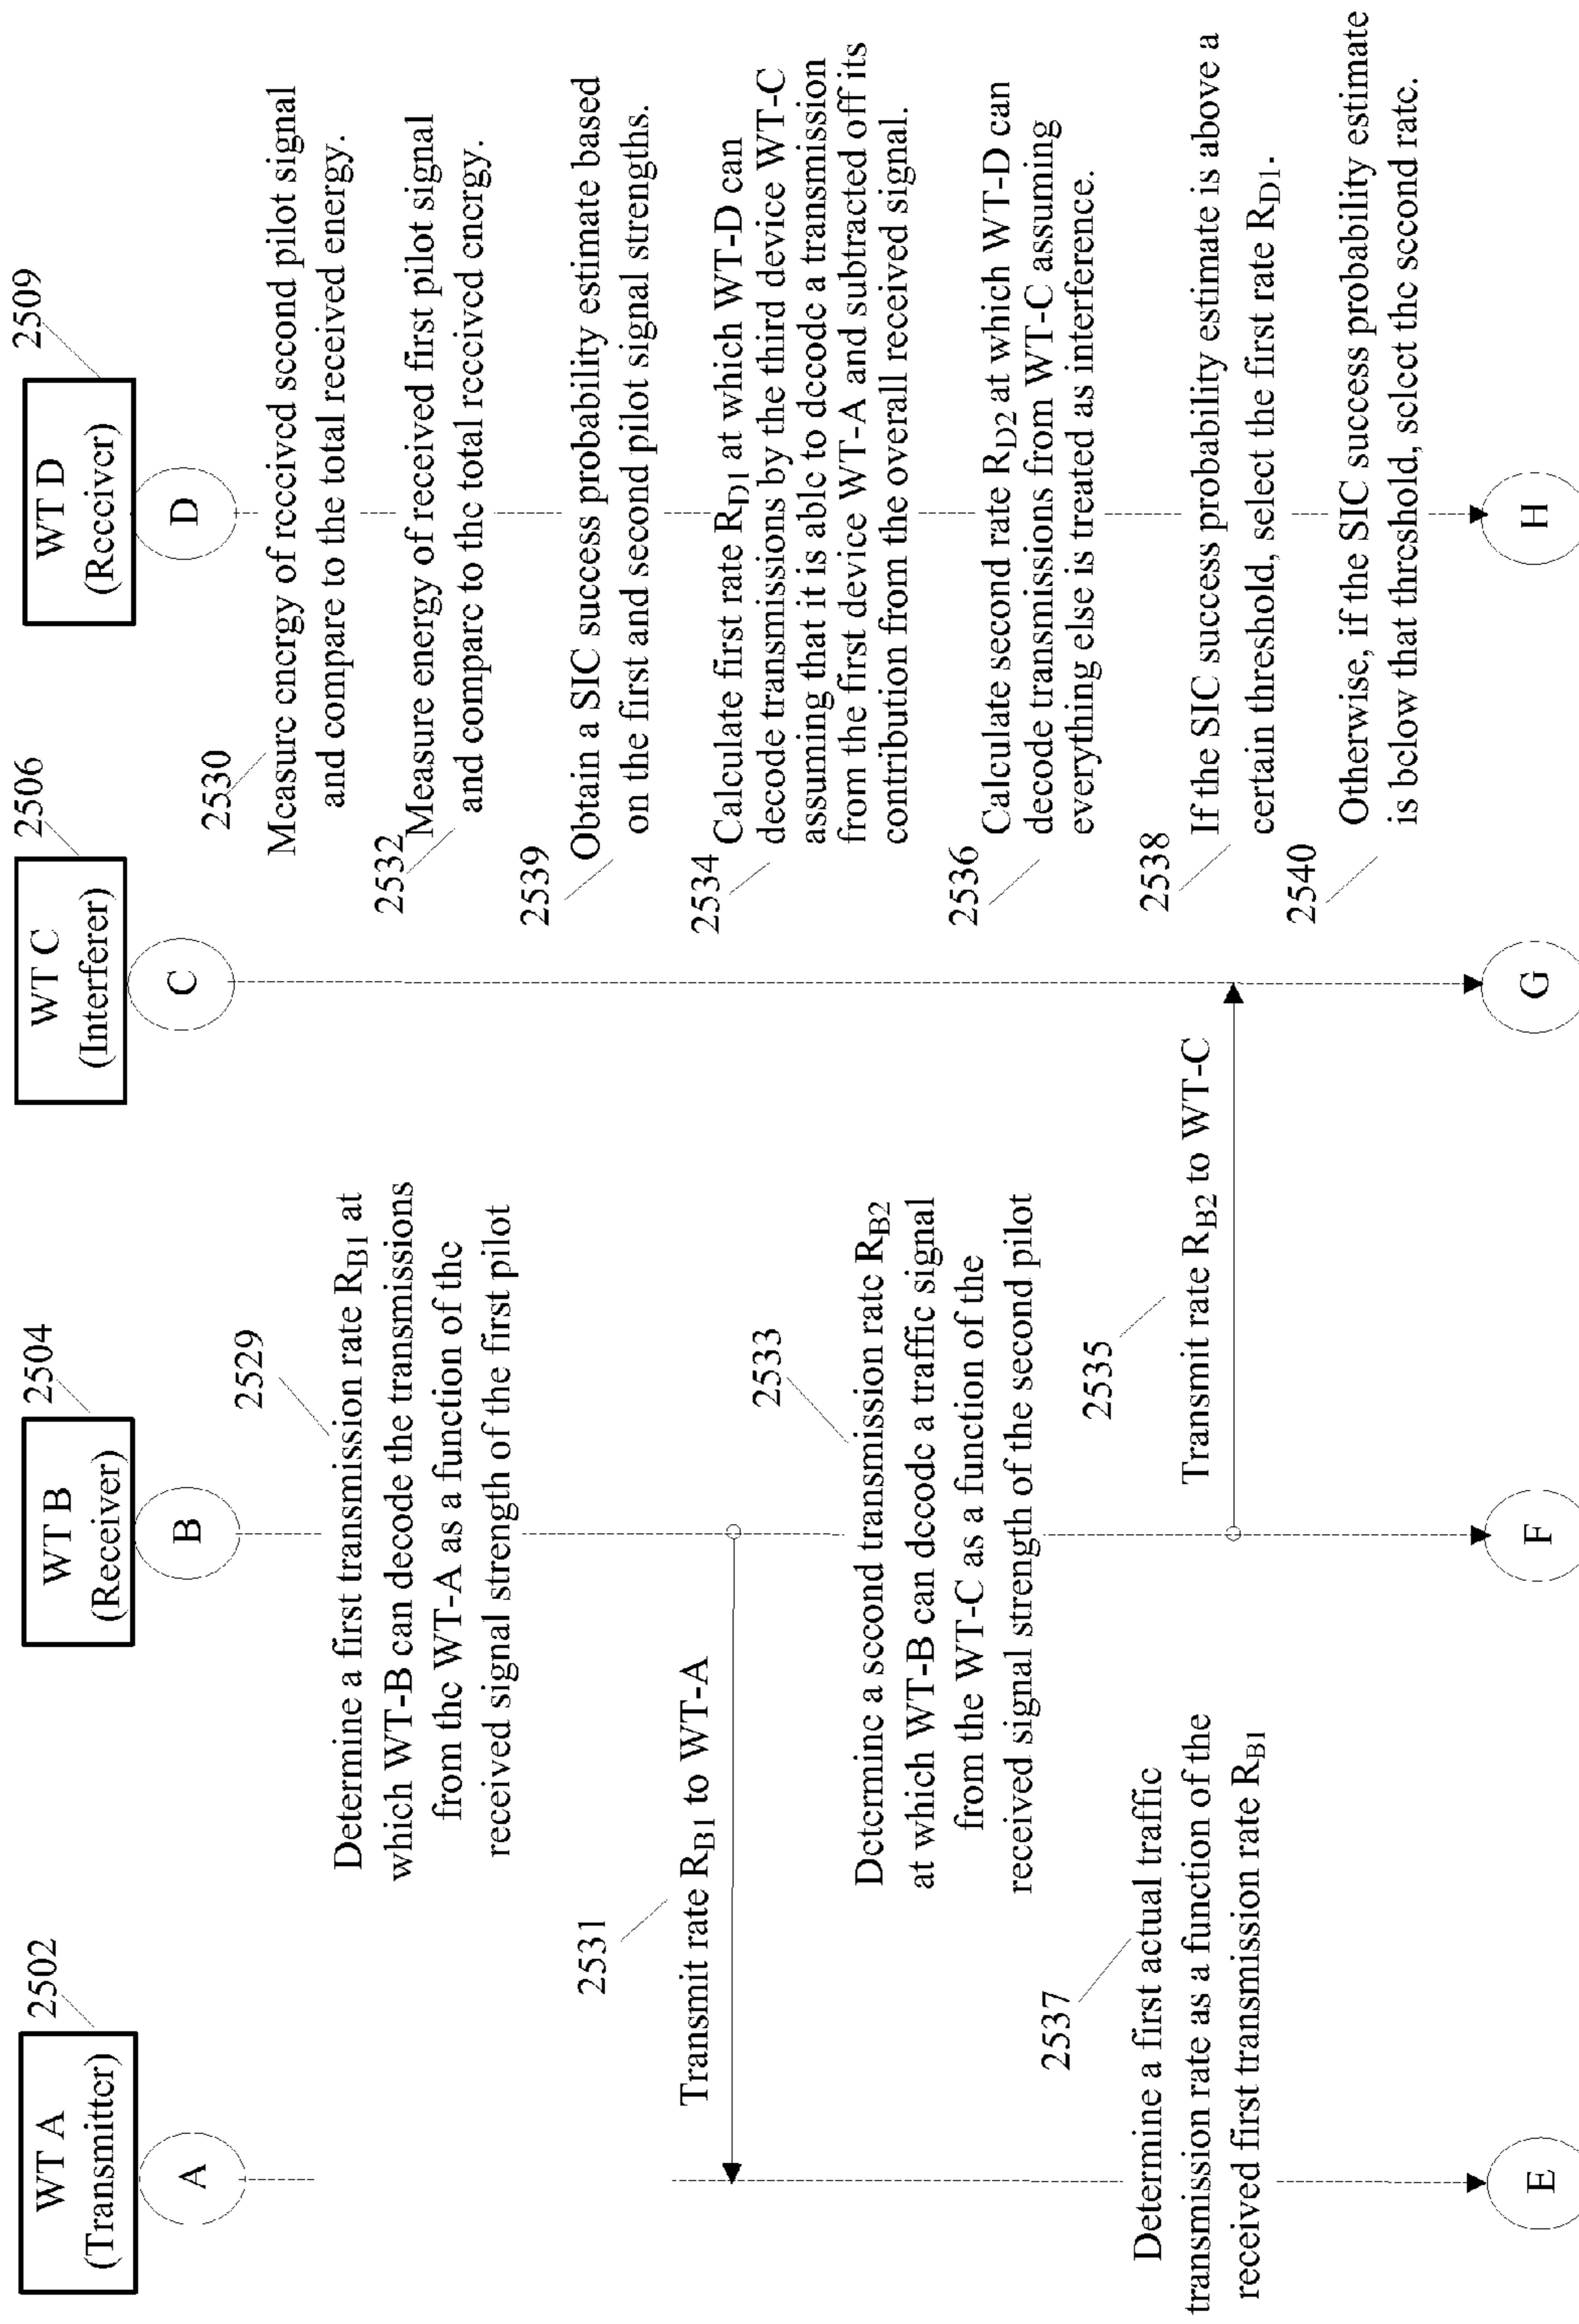 WT A
(Transmitter)
2502
A
WT B
(Receiver)
2504
B
WT C
(Interferer)
2506
C
WT D
(Receiver)
2509
D
2529
Determine a first transmission rate RB1 at
which WT-B can decode the transmissions
from the WT-A as a function of the
received signal strength of the first pilot
2531
Transmit rate RB1 to WT-A
2533
Determine a second transmission rate RB2
at which WT-B can decode a traffic signal
from the WT-C as a function of the
received signal strength of the second pilot
2535
Transmit rate RB2 to WT-C
2537
Determine a first actual traffic
transmission rate as a function of the
received first transmission rate RB1
2530
Measure energy of received second pilot signal
and compare to the total received energy.
2532
Measure energy of received first pilot signal
and compare to the total received energy.
2539
Obtain a SIC success probability estimate based
on the first and second pilot signal strengths.
2534
Calculate first rate RD1 at which WT-D can
decode transmissions by the third device WT-C
assuming that it is able to decode a transmission
from the first device WT-A and subtracted off its
contribution from the overall received signal.
2536
Calculate second rate RD2 at which WT-D can
decode transmissions from WT-C assuming
everything else is treated as interference.
2538
If the SIC success probability estimate is above a
certain threshold, select the first rate RD1.
2540
Otherwise, if the SIC success probability estimate
is below that threshold, select the second rate.
E
F
G
H